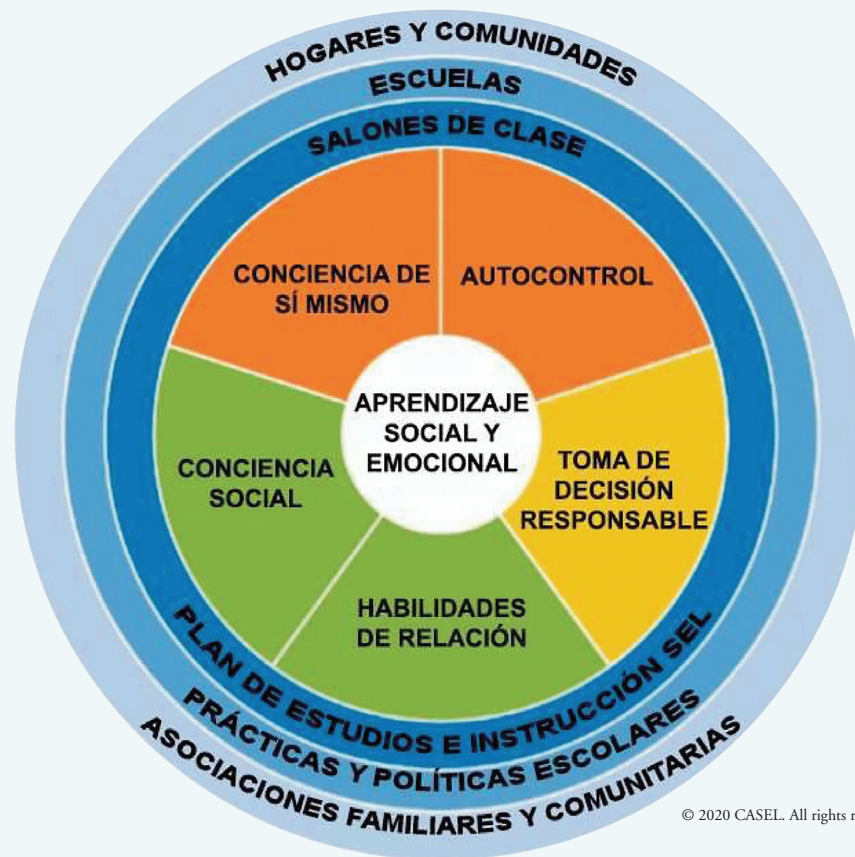 HOGARES Y COMUNIDADES
ESCUELAS
SALONES DE CLASE
CONCIENCIA DE
SÍ MISMO
AUTOCONTROL
APRENDIZAJE
SOCIAL Y
EMOCIONAL
CONCIENCIA
SOCIAL
TOMA DE
DECISIÓN
RESPONSABLE
HABILIDADES
DE RELACIÓN
PLAN DE ESTUDIOS E INSTRUCCIÓN SEL
PRÁCTICAS Y POLÍTICAS ESCOLARES
ASOCIACIONES FAMILIARES Y COMUNITARIAS
© 2020 CASEL. All rights